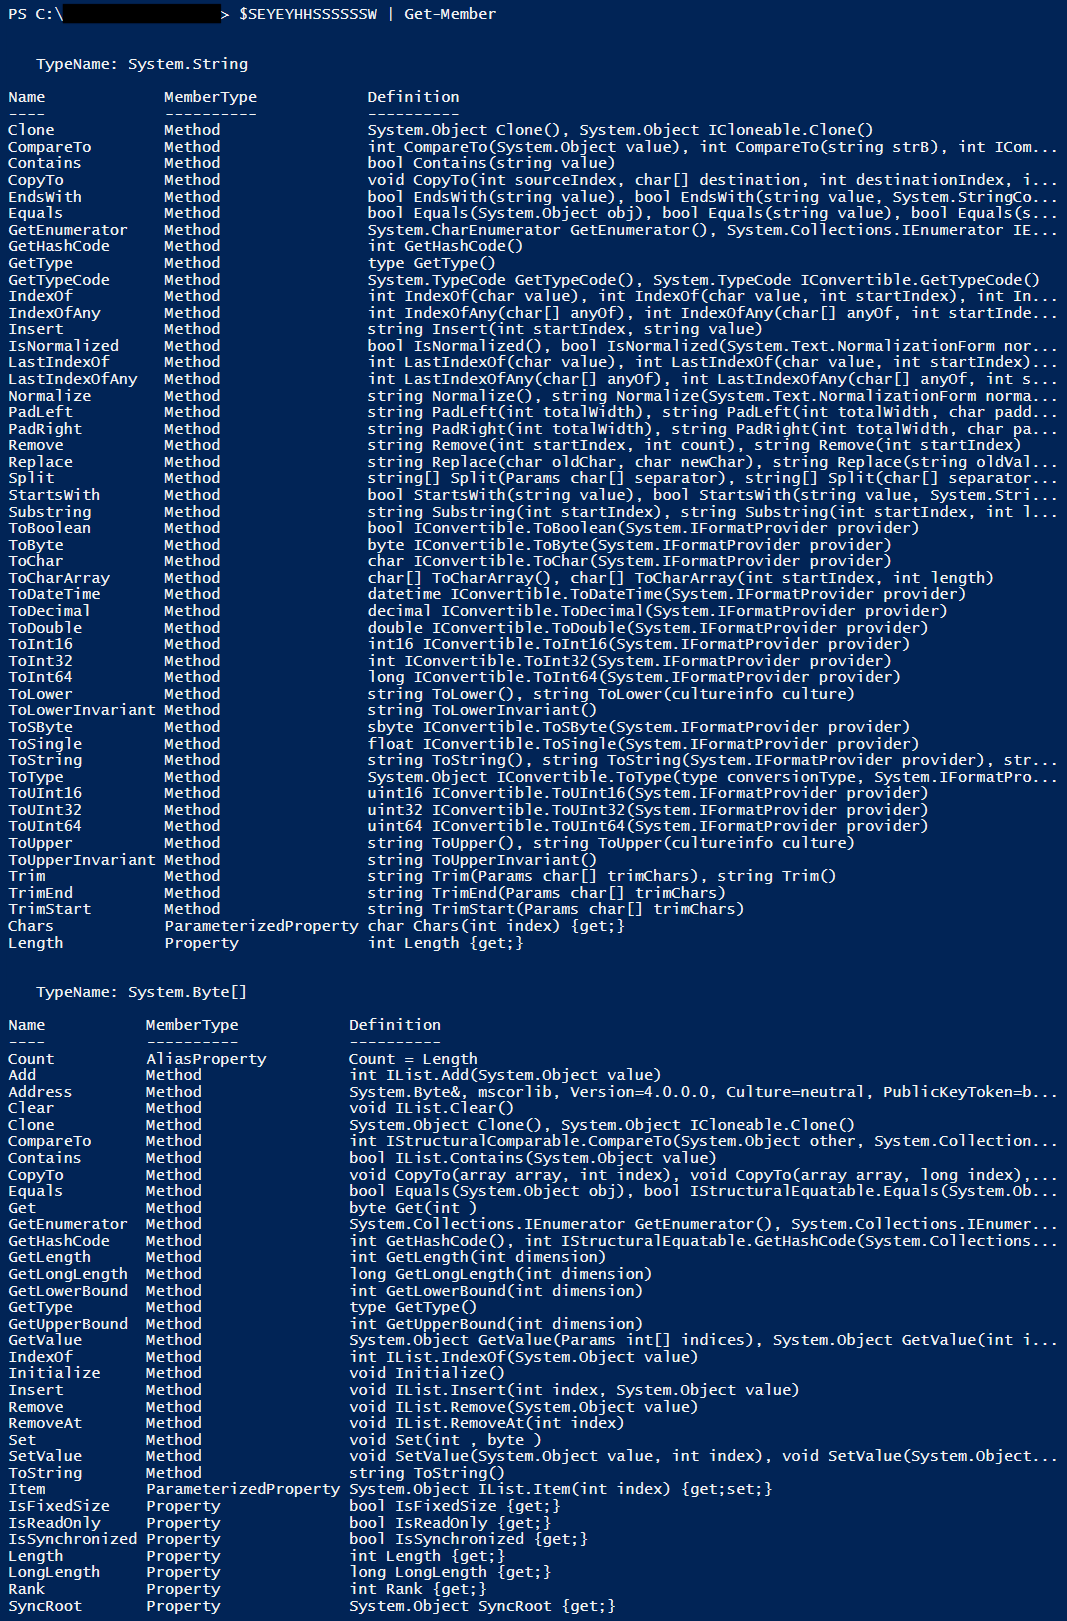 PS C:\> $SEYEYHHSSSSSSW | Get-Member
TypeName: System.String
Name MemberType Definition
---- ---------- ----------
Clone Method System.Object Clone(), System.Object ICloneable.Clone()
CompareTo Method int CompareTo(System.Object value), int CompareTo(string strB), int ICom...
Contains Method bool Contains(string value)
CopyTo Method void CopyTo(int sourceIndex, char[] destination, int destinationIndex, i...
EndsWith Method bool EndsWith(string value), bool EndsWith(string value, System.StringCo...
Equals Method bool Equals(System.Object obj), bool Equals(string value), bool Equals(s...
GetEnumerator Method System.CharEnumerator GetEnumerator(), System.Collections.IEnumerator IE...
GetHashCode Method int GetHashCode()
GetType Method type GetType()
GetTypeCode Method System.TypeCode GetTypeCode(), System.TypeCode IConvertible.GetTypeCode()
IndexOf Method int IndexOf(char value), int IndexOf(char value, int startIndex), int In...
IndexOfAny Method int IndexOfAny(char[] anyOf), int IndexOfAny(char[] anyOf, int startInde...
Insert Method string Insert(int startIndex, string value)
IsNormalized Method bool IsNormalized(), bool IsNormalized(System.Text.NormalizationForm nor...
LastIndexOf Method int LastIndexOf(char value), int LastIndexOf(char value, int startIndex)...
LastIndexOfAny Method int LastIndexOfAny(char[] anyOf), int LastIndexOfAny(char[] anyOf, int s...
Normalize Method string Normalize(), string Normalize(System.Text.NormalizationForm norma...
PadLeft Method string PadLeft(int totalWidth), string PadLeft(int totalWidth, char padd...
PadRight Method string PadRight(int totalWidth), string PadRight(int totalWidth, char pa...
Remove Method string Remove(int startIndex, int count), string Remove(int startIndex)
Replace Method string Replace(char oldChar, char newChar), string Replace(string oldVal...
Split Method string[] Split(Params char[] separator), string[] Split(char[] separator...
StartsWith Method bool StartsWith(string value), bool StartsWith(string value, System.Stri...
Substring Method string Substring(int startIndex), string Substring(int startIndex, int l...
ToBoolean Method bool IConvertible.ToBoolean(System.IFormatProvider provider)
ToByte Method byte IConvertible.ToByte(System.IFormatProvider provider)
ToChar Method char IConvertible.ToChar(System.IFormatProvider provider)
ToCharArray Method char[] ToCharArray(), char[] ToCharArray(int startIndex, int length)
ToDateTime Method datetime IConvertible.ToDateTime(System.IFormatProvider provider)
ToDecimal Method decimal IConvertible.ToDecimal(System.IFormatProvider provider)
ToDouble Method double IConvertible.ToDouble(System.IFormatProvider provider)
ToInt16 Method int16 IConvertible.ToInt16(System.IFormatProvider provider)
ToInt32 Method int IConvertible.ToInt32(System.IFormatProvider provider)
ToInt64 Method long IConvertible.ToInt64(System.IFormatProvider provider)
ToLower Method string ToLower(), string ToLower(cultureinfo culture)
ToLowerInvariant Method string ToLowerInvariant()
ToSByte Method sbyte IConvertible.ToSByte(System.IFormatProvider provider)
ToSingle Method float IConvertible.ToSingle(System.IFormatProvider provider)
ToString Method string ToString(), string ToString(System.IFormatProvider provider), str...
ToType Method System.Object IConvertible.ToType(type conversionType, System.IFormatPro...
ToUInt16 Method uint16 IConvertible.ToUInt16(System.IFormatProvider provider)
ToUInt32 Method uint32 IConvertible.ToUInt32(System.IFormatProvider provider)
ToUInt64 Method uint64 IConvertible.ToUInt64(System.IFormatProvider provider)
ToUpper Method string ToUpper(), string ToUpper(cultureinfo culture)
ToUpperInvariant Method string ToUpperInvariant()
Trim Method string Trim(Params char[] trimChars), string Trim()
TrimEnd Method string TrimEnd(Params char[] trimChars)
TrimStart Method string TrimStart(Params char[] trimChars)
Chars ParameterizedProperty char Chars(int index) {get;}
Length Property int Length {get;}
TypeName: System.Byte[]
Name MemberType Definition
---- ---------- ----------
Count AliasProperty Count = Length
Add Method int IList.Add(System.Object value)
Address Method System.Byte&, mscorlib, Version=4.0.0.0, Culture=neutral, PublicKeyToken=b...
Clear Method void IList.Clear()
Clone Method System.Object Clone(), System.Object ICloneable.Clone()
CompareTo Method int IStructuralComparable.CompareTo(System.Object other, System.Collection...
Contains Method bool IList.Contains(System.Object value)
CopyTo Method void CopyTo(array array, int index), void CopyTo(array array, long index),...
Equals Method bool Equals(System.Object obj), bool IStructuralEquatable.Equals(System.Ob...
Get Method byte Get(int )
GetEnumerator Method System.Collections.IEnumerator GetEnumerator(), System.Collections.IEnumer...
GetHashCode Method int GetHashCode(), int IStructuralEquatable.GetHashCode(System.Collections...
GetLength Method int GetLength(int dimension)
GetLongLength Method long GetLongLength(int dimension)
GetLowerBound Method int GetLowerBound(int dimension)
GetType Method type GetType()
GetUpperBound Method int GetUpperBound(int dimension)
GetValue Method System.Object GetValue(Params int[] indices), System.Object GetValue(int i...
IndexOf Method int IList.IndexOf(System.Object value)
Initialize Method void Initialize()
Insert Method void IList.Insert(int index, System.Object value)
Remove Method void IList.Remove(System.Object value)
RemoveAt Method void IList.RemoveAt(int index)
Set Method void Set(int , byte )
SetValue Method void SetValue(System.Object value, int index), void SetValue(System.Object...
ToString Method string ToString()
Item ParameterizedProperty System.Object IList.Item(int index) {get;set;}
IsFixedSize Property bool IsFixedSize {get;}
IsReadOnly Property bool IsReadOnly {get;}
IsSynchronized Property bool IsSynchronized {get;}
Length Property int Length {get;}
LongLength Property long LongLength {get;}
Rank Property int Rank {get;}
SyncRoot Property System.Object SyncRoot {get;}